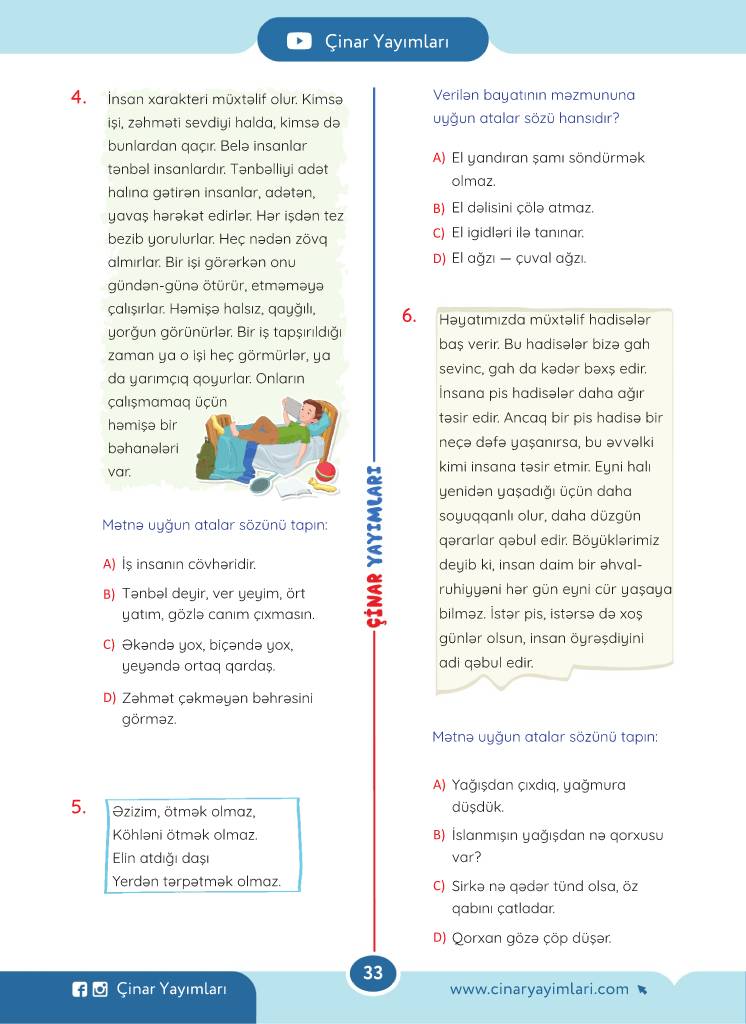 Çinar Yayımları
4. İnsan xarakteri müxtəlif olur. Kimsə
işi, zəhməti sevdiyi halda, kimsə də
bunlardan qaçır. Belə insanlar
tənbəl insanlardır. Tənbəlliyi adət
halına gətirən insanlar, adətən,
yavaş hərəkət edirlər. Hər işdən tez
bezib yorulurlar. Heç nədən zövq
almırlar. Bir işi görərkən onu
gündən-günə ötürür, etməməyə
çalışırlar. Həmişə halsız, qayğılı,
yorğun görünürlər. Bir iş tapşırıldığı
zaman ya o işi heç görmürlər, ya
da yarımçıq qoyurlar. Onların
çalışmamaq üçün
həmişə bir
bəhanələri
var.
Mətnə uyğun atalar sözünü tapın:
A) İş insanın cövhəridir.
B) Tənbəl deyir, ver yeyim, ört
yatım, gözlə canım çıxmasın.
C) Əkəndə yox, biçəndə yox,
yeyəndə ortaq qardaş.
D) Zəhmət çəkməyən bəhrəsini
görməz.
5. Əzizim, ötmək olmaz,
Köhləni ötmək olmaz.
Elin atdığı daşı
Yerdən tərpətmək olmaz.
ÇİNAR YAYIMLARI
Verilən bayatının məzmununa
uyğun atalar sözü hansıdır?
A) El yandıran şamı söndürmək
olmaz.
B) El dəlisini çölə atmaz.
C) El igidləri ilə tanınar.
D) El ağzı — çuval ağzı.
6. Həyatımızda müxtəlif hadisələr
baş verir. Bu hadisələr bizə gah
sevinc, gah da kədər bəxş edir.
İnsana pis hadisələr daha ağır
təsir edir. Ancaq bir pis hadisə bir
neçə dəfə yaşanırsa, bu əvvəlki
kimi insana təsir etmir. Eyni halı
yenidən yaşadığı üçün daha
soyuqqanlı olur, daha düzgün
qərarlar qəbul edir. Böyüklərimiz
deyib ki, insan daim bir əhval-
ruhiyyəni hər gün eyni cür yaşaya
bilməz. İstər pis, istərsə də xoş
günlər olsun, insan öyrəşdiyini
adi qəbul edir.
Mətnə uyğun atalar sözünü tapın:
A) Yağışdan çıxdıq, yağmura
düşdük.
B) İslanmışın yağışdan nə qorxusu
var?
C) Sirkə nə qədər tünd olsa, öz
qabını çatladar.
D) Qorxan gözə çöp düşər.
Çinar Yayımları
33
www.cinaryayimlari.com